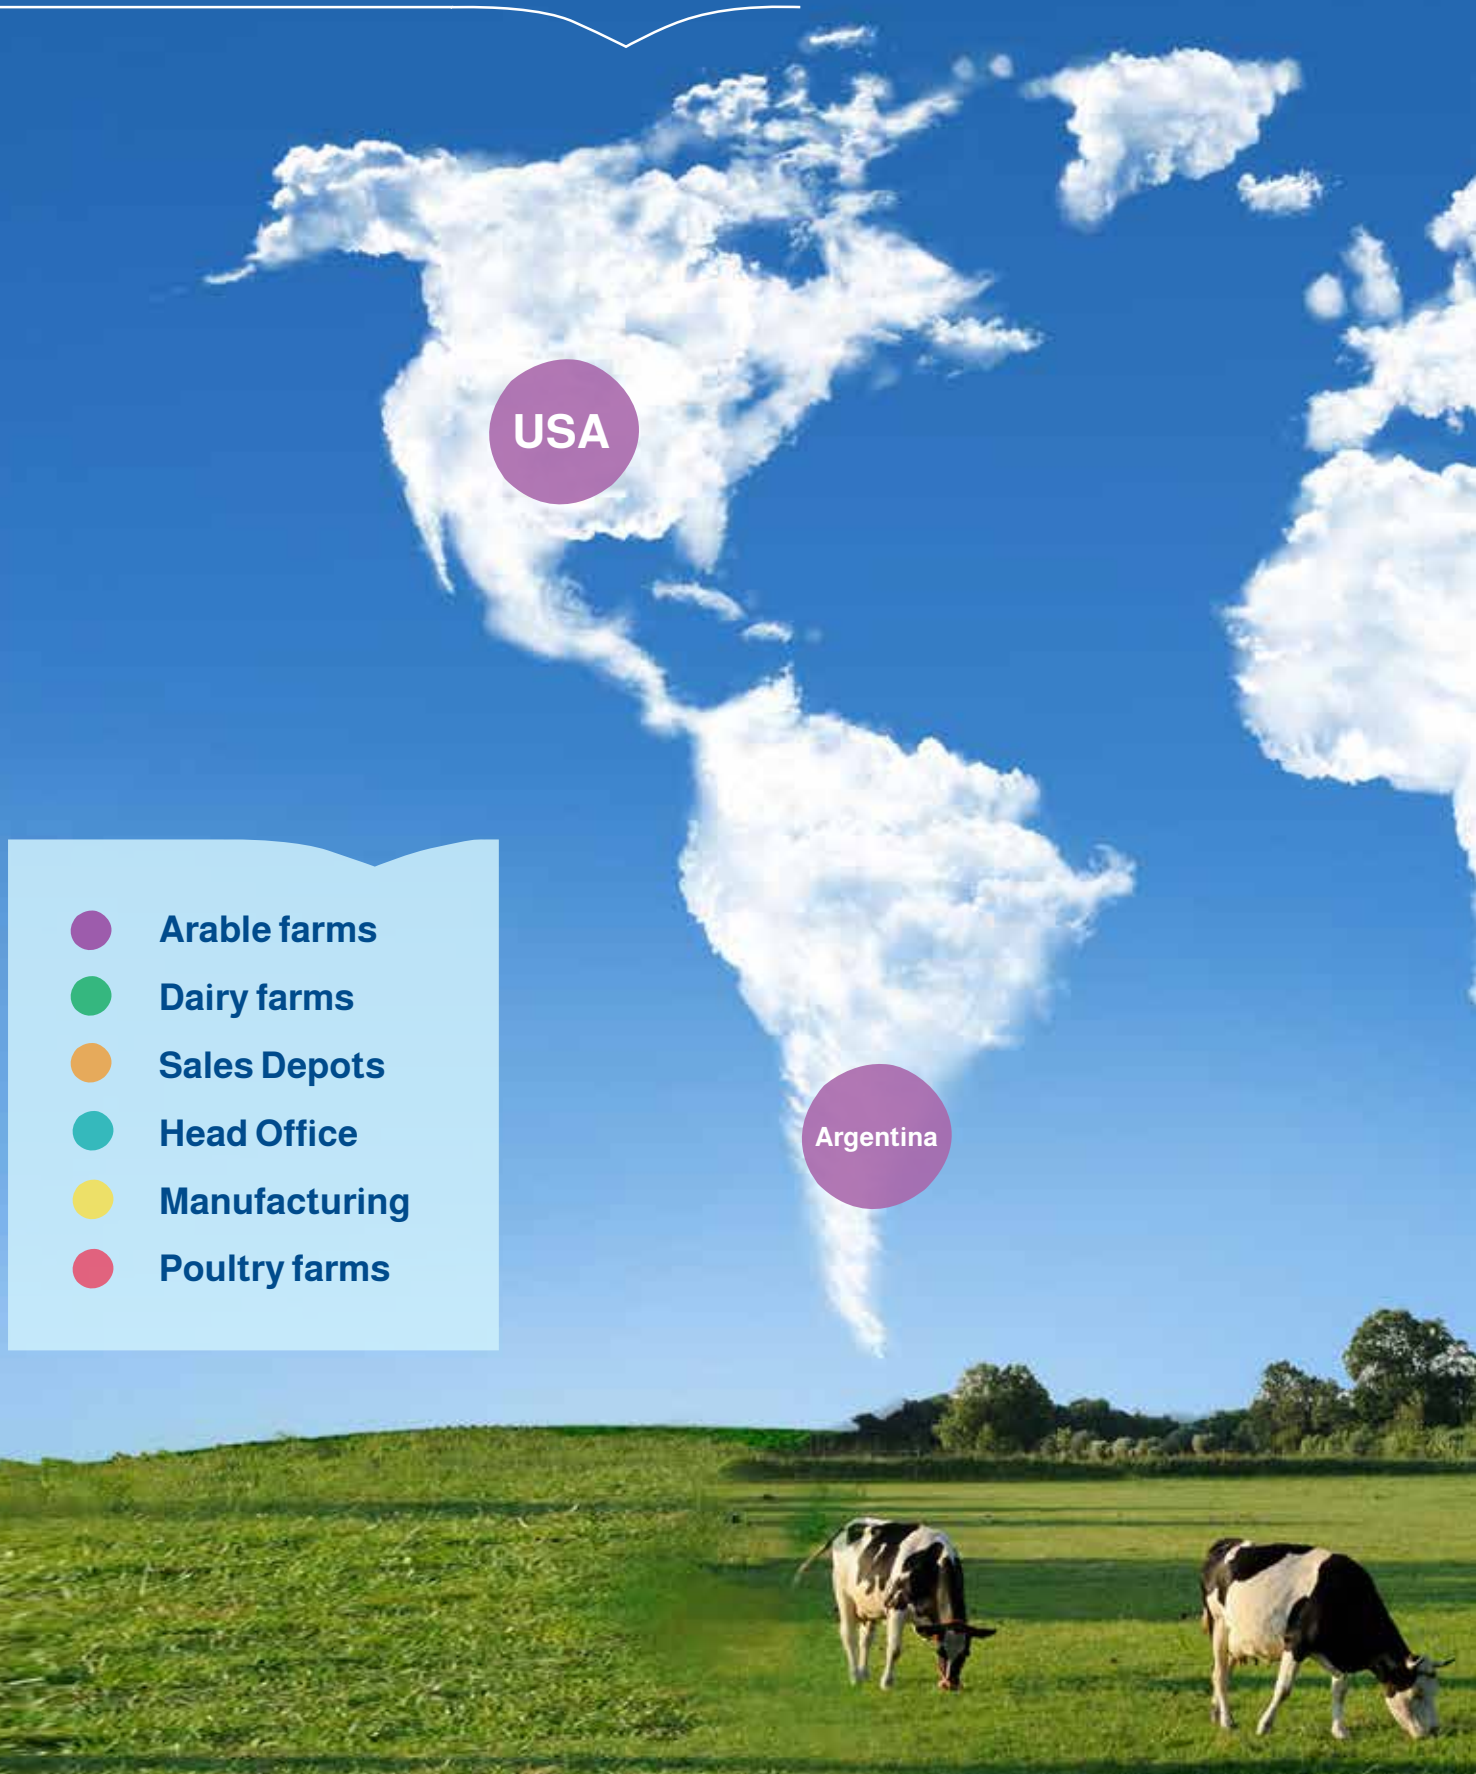 USA
Argentina
Arable farms
Dairy farms
Sales Depots
Head Office
Manufacturing
Poultry farms